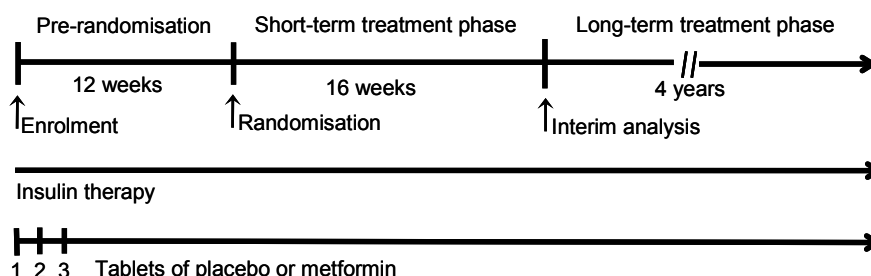 Pre-randomisation Short-term treatment phase Long-term treatment phase
12 weeks 16 weeks 4 years
Enrolment Randomisation Interim analysis
Insulin therapy
1 2 3 Tablets of placebo or metformin